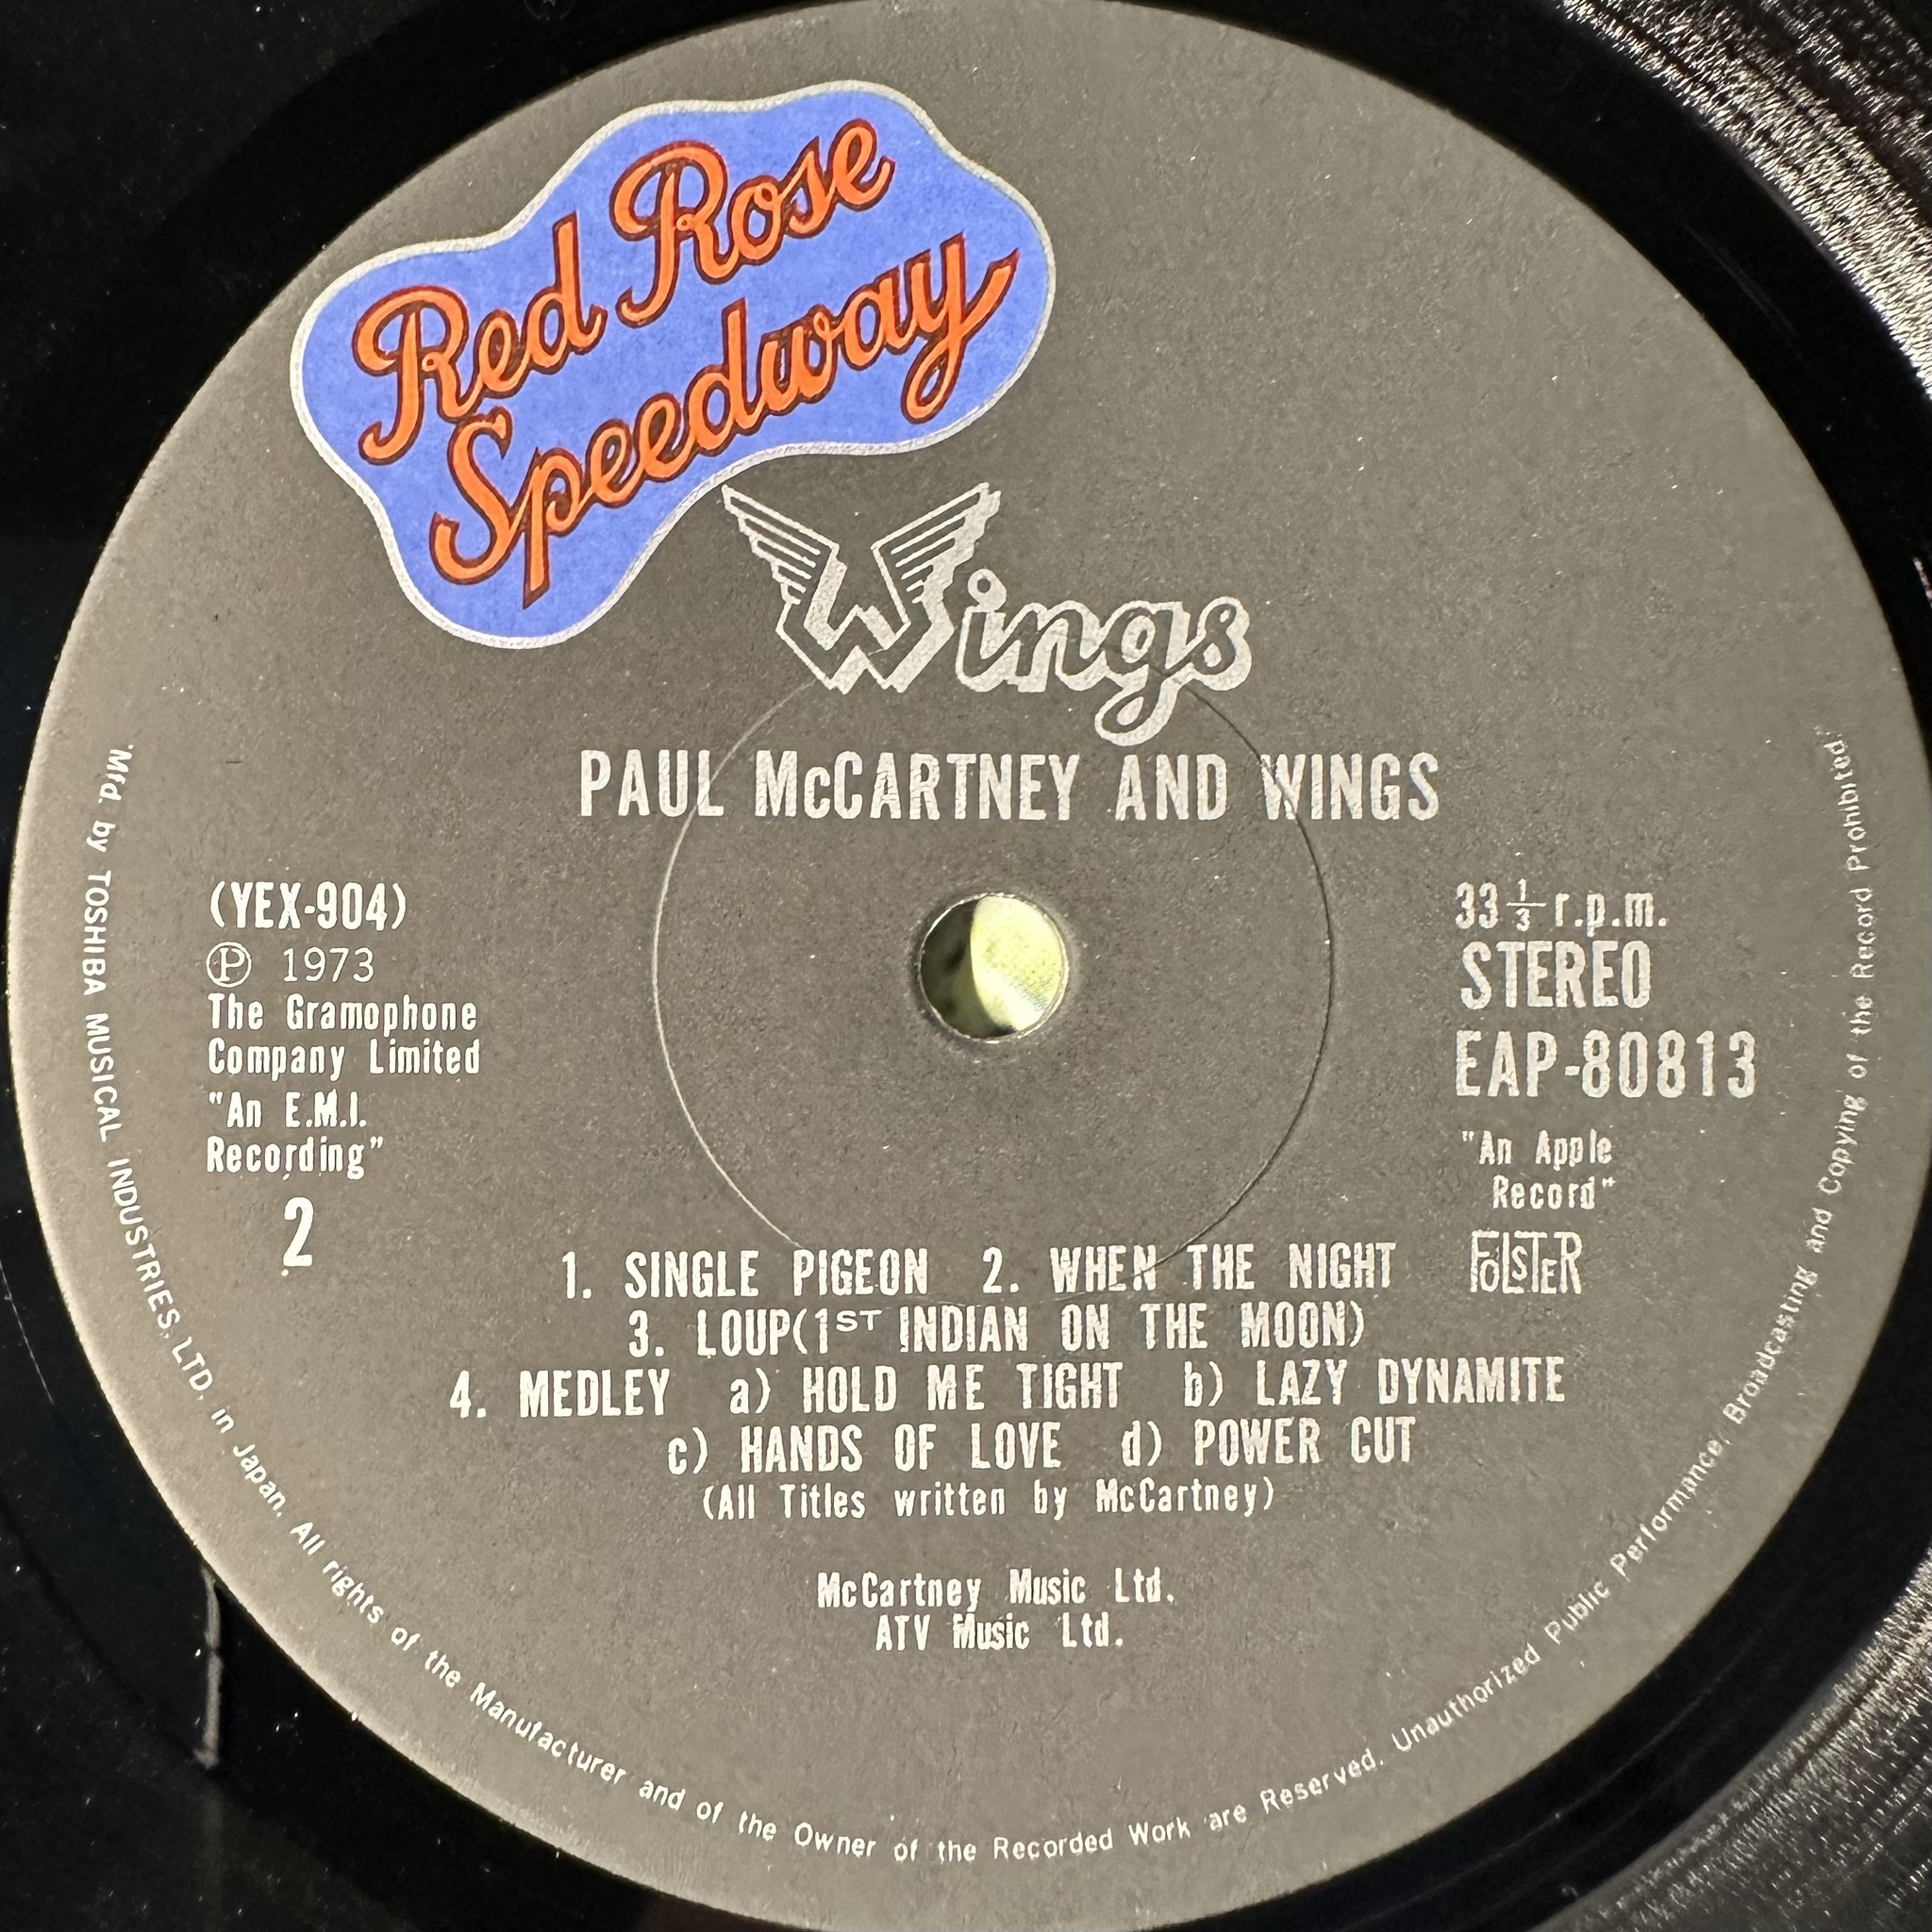 Red Rose
Speedway
Wings
PAUL McCARTNEY AND WINGS
(YEX-904)
Ⓟ 1973
The Gramophone
Company Limited
"An E.M.I.
Recording"
2
33 1/3 r.p.m.
STEREO
EAP-80813
"An Apple
Record"
FOLSTER
1. SINGLE PIGEON 2. WHEN THE NIGHT
3. LOUP(1ST INDIAN ON THE MOON)
4. MEDLEY a) HOLD ME TIGHT b) LAZY DYNAMITE
c) HANDS OF LOVE d) POWER CUT
(All Titles written by McCartney)
McCartney Music Ltd.
ATV Music Ltd.
"Mfd. by TOSHIBA MUSICAL INDUSTRIES, LTD, in Japan. All rights of the Manufacturer and of the Owner of the Recorded Work are Reserved. Unauthorized Public Performance, Broadcasting and Copying of the Record Prohibited."